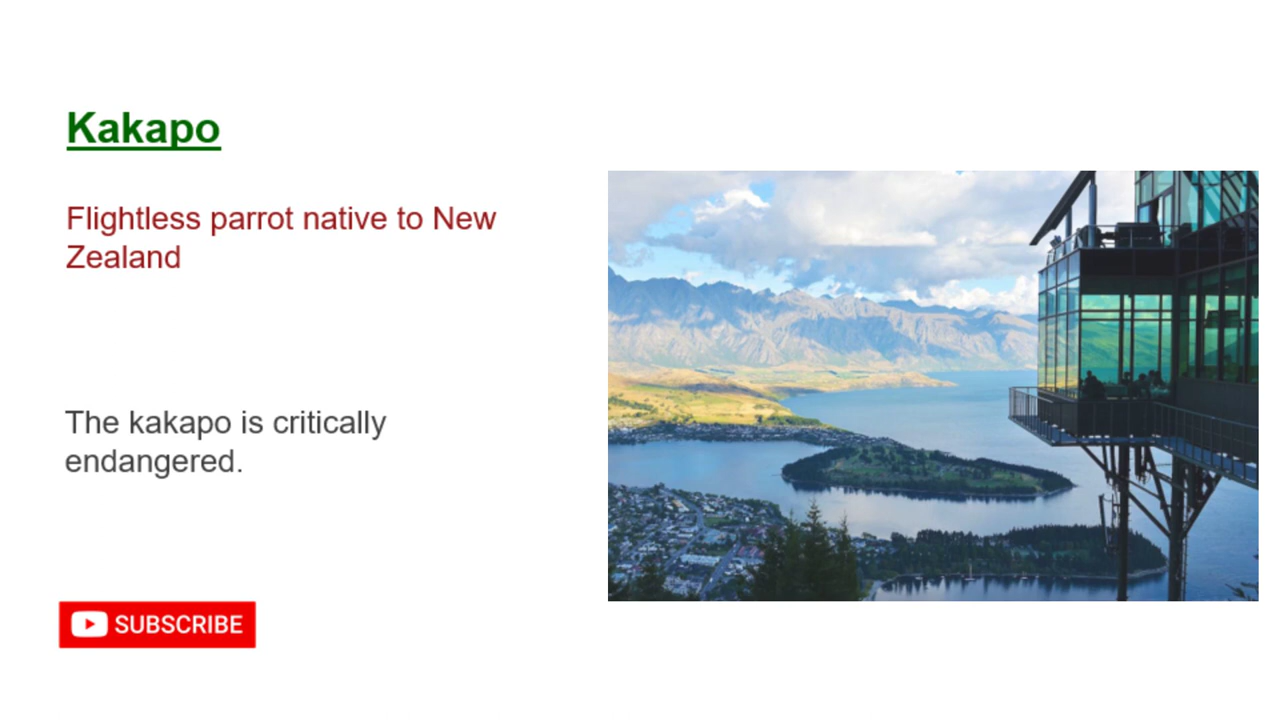 Kakapo
Flightless parrot native to New
Zealand
The kakapo is critically
endangered.
SUBSCRIBE